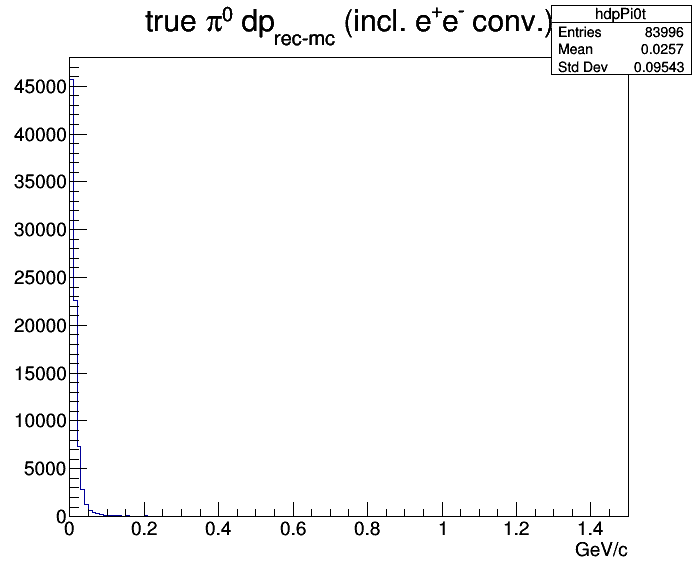 true π⁰ dp_rec-mc (incl. e⁺e⁻ conv.)
hdpPi0t
Entries 83996
Mean 0.0257
Std Dev 0.09543
45000
40000
35000
30000
25000
20000
15000
10000
5000
0
0 0.2 0.4 0.6 0.8 1 1.2 1.4
GeV/c